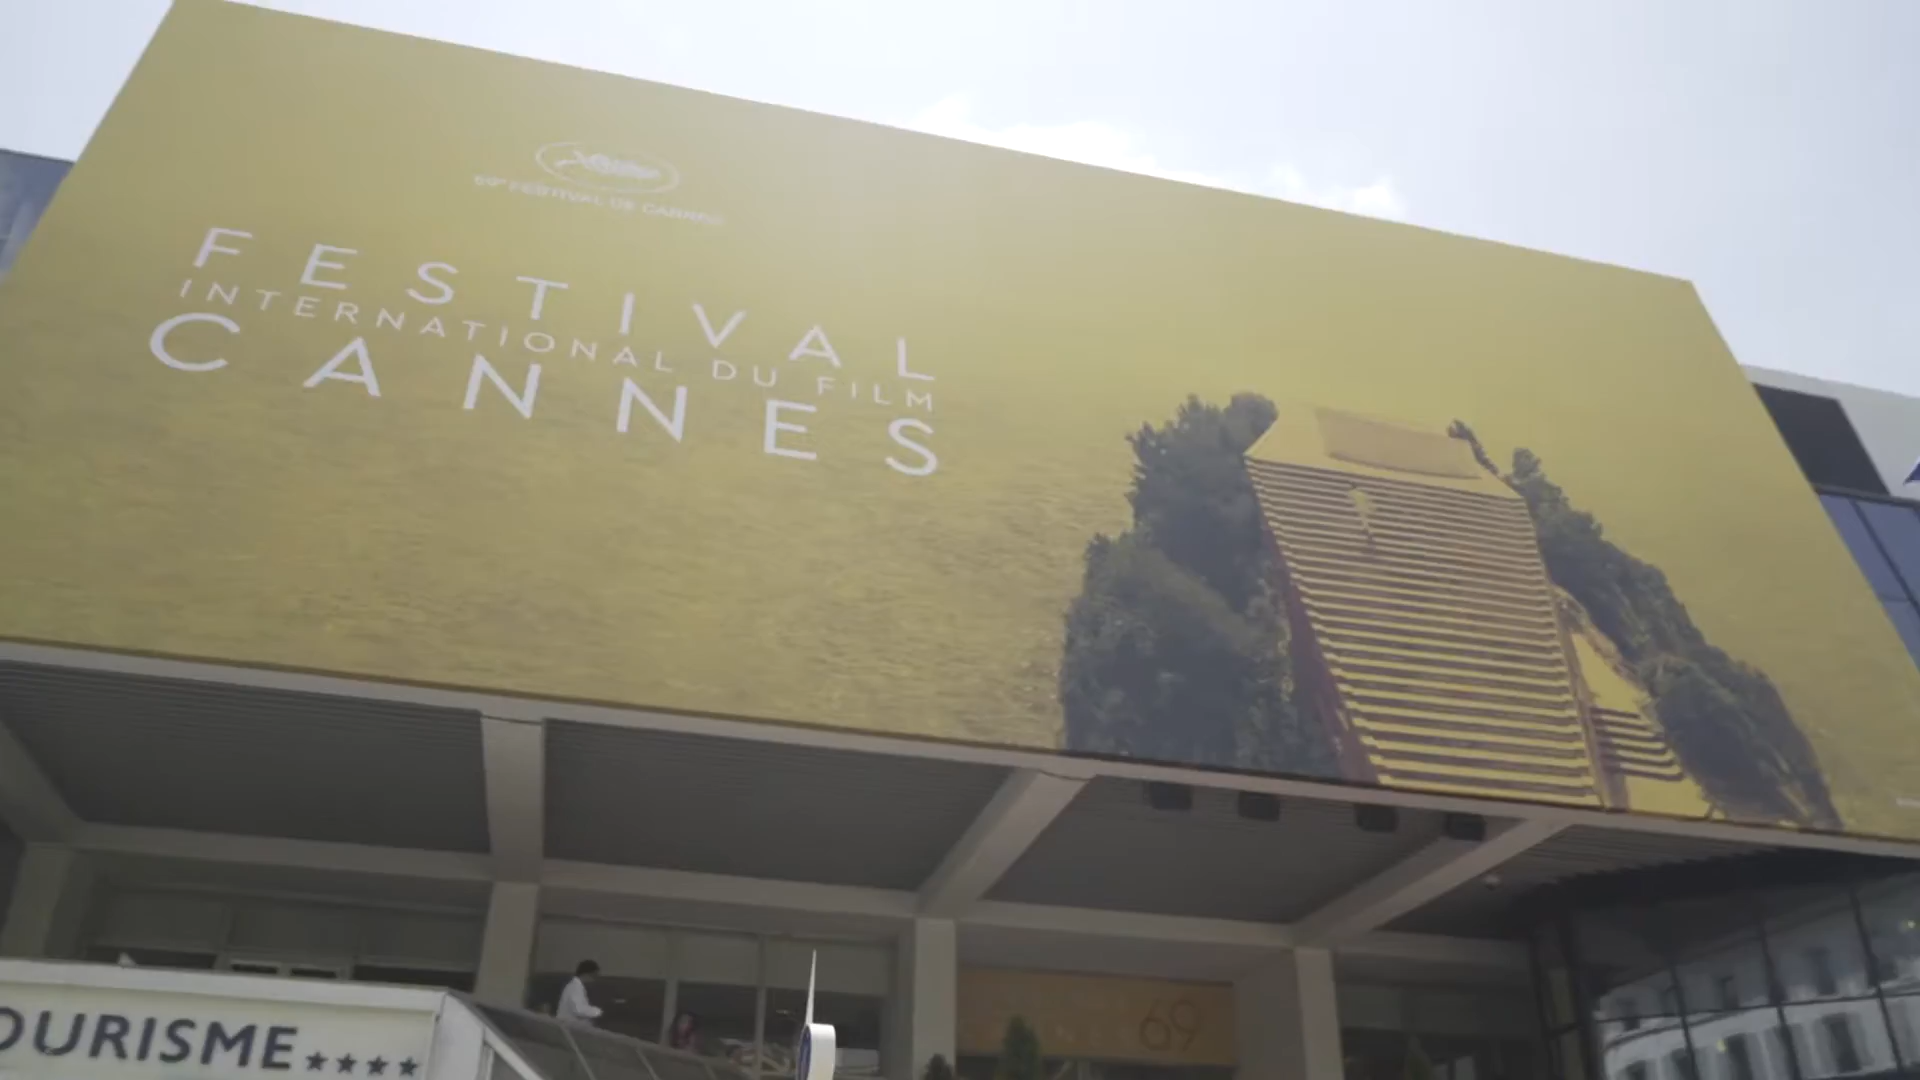 69e FESTIVAL DE CANNES
FESTIVAL
INTERNATIONAL DU FILM
CANNES
69
OURISME ★★★★